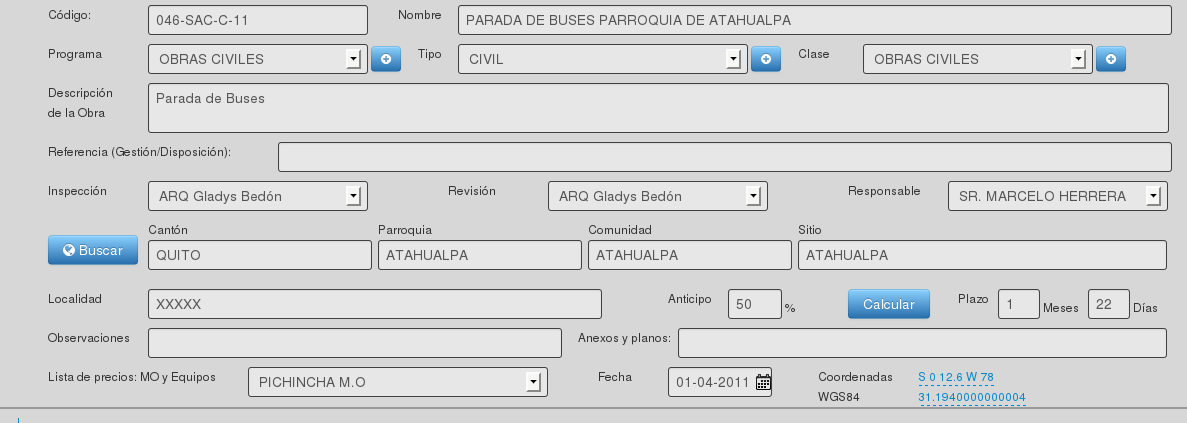 Código: 046-SAC-C-11 Nombre PARADA DE BUSES PARROQUIA DE ATAHUALPA
Programa OBRAS CIVILES Tipo CIVIL Clase OBRAS CIVILES
Descripción de la Obra Parada de Buses
Referencia (Gestión/Disposición):
Inspección ARQ Gladys Bedón Revisión ARQ Gladys Bedón Responsable SR. MARCELO HERRERA
Cantón Parroquia Comunidad Sitio
Buscar QUITO ATAHUALPA ATAHUALPA ATAHUALPA
Localidad XXXXX Anticipo 50 % Calcular Plazo 1 Meses 22 Días
Observaciones Anexos y planos:
Lista de precios: MO y Equipos PICHINCHA M.O Fecha 01-04-2011 Coordenadas S 0 12.6 W 78
WGS84 31.1940000000004